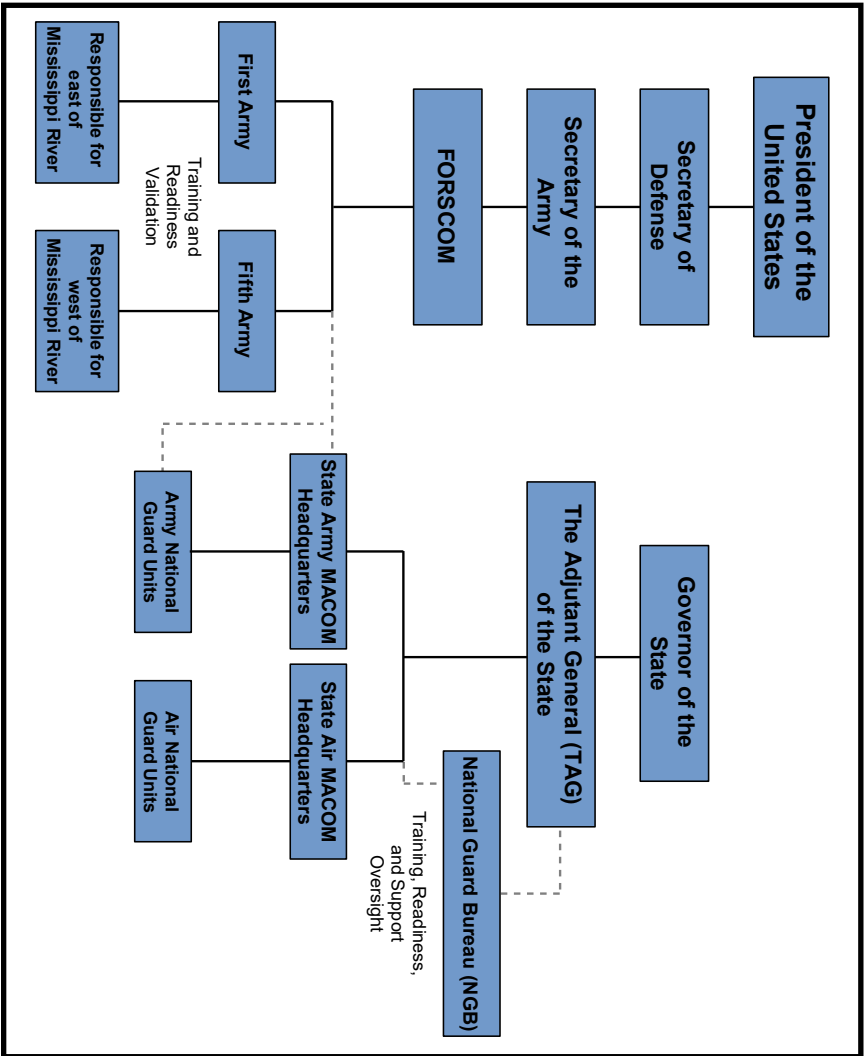 President of the
United States
Secretary of
Defense
Secretary of the
Army
FORSCOM
First Army
Fifth Army
Training and
Readiness
Validation
Responsible for
east of
Mississippi River
Responsible for
west of
Mississippi River
Governor of the
State
The Adjutant General (TAG)
of the State
National Guard Bureau (NGB)
Training, Readiness,
and Support
Oversight
State Army MACOM
Headquarters
State Air MACOM
Headquarters
Army National
Guard Units
Air National
Guard Units